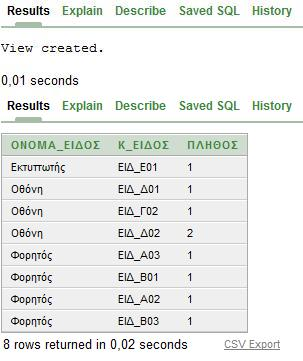 Results Explain Describe Saved SQL History
View created.
0,01 seconds
Results Explain Describe Saved SQL History
ΟΝΟΜΑ_ΕΙΔΟΣ Κ_ΕΙΔΟΣ ΠΛΗΘΟΣ
Εκτυπωτής ΕΙΔ_Ε01 1
Οθόνη ΕΙΔ_Δ01 1
Οθόνη ΕΙΔ_Γ02 1
Οθόνη ΕΙΔ_Δ02 2
Φορητός ΕΙΔ_Α03 1
Φορητός ΕΙΔ_Β01 1
Φορητός ΕΙΔ_Α02 1
Φορητός ΕΙΔ_Β03 1
8 rows returned in 0,02 seconds CSV Export